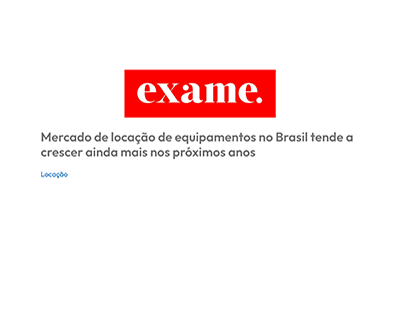 exame.
Mercado de locação de equipamentos no Brasil tende a
crescer ainda mais nos próximos anos
Locação